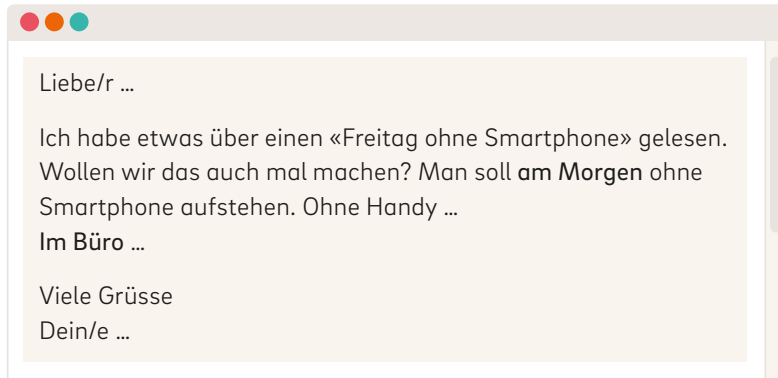 Liebe/r …
Ich habe etwas über einen «Freitag ohne Smartphone» gelesen.
Wollen wir das auch mal machen? Man soll am Morgen ohne
Smartphone aufstehen. Ohne Handy …
Im Büro …
Viele Grüsse
Dein/e …